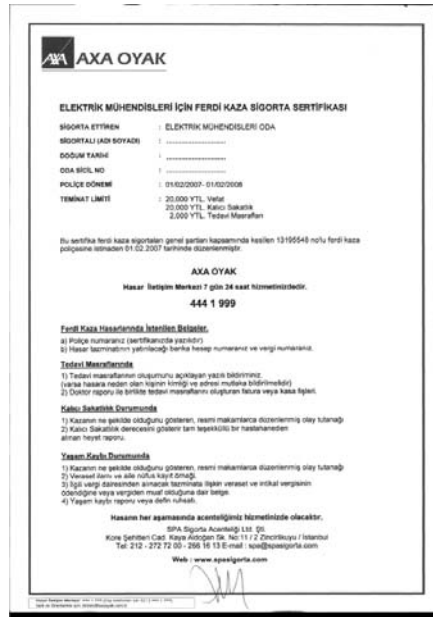 AXA AXA OYAK
ELEKTRİK MÜHENDİSLERİ İÇİN FERDİ KAZA SİGORTA SERTİFİKASI
SİGORTA ETTİREN : ELEKTRİK MÜHENDİSLERİ ODA
SİGORTALI (ADI SOYADI) : ............................
DOĞUM TARİHİ : ............................
ODA SİCİL NO : ............................
POLİÇE DÖNEMİ : 01/02/2007- 01/02/2008
TEMİNAT LİMİTİ : 20,000 YTL. Vefat
20,000 YTL. Kalıcı Sakatlık
2,000 YTL. Tedavi Masrafları
Bu sertifika ferdi kaza sigortaları genel şartları kapsamında kesilen 13195548 no'lu ferdi kaza
poliçesine istinaden 01.02.2007 tarihinde düzenlenmiştir.
AXA OYAK
Hasar İletişim Merkezi 7 gün 24 saat hizmetinizdedir.
444 1 999
Ferdi Kaza Hasarlarında İstenilen Belgeler.
a) Poliçe numaranız (sertifikanızda yazılıdır)
b) Hasar tazminatının yatırılacağı banka hesap numaranız ve vergi numaranız.
Tedavi Masraflarında
1) Tedavi masraflarının oluşumunu açıklayan yazılı bildiriminiz.
(varsa hasara neden olan kişinin kimliği ve adresi mutlaka bildirilmelidir)
2) Doktor raporu ile birlikte tedavi masraflarını oluşturan fatura veya kasa fişleri.
Kalıcı Sakatlık Durumunda
1) Kazanın ne şekilde olduğunu gösteren, resmi makamlarca düzenlenmiş olay tutanağı
2) Kalıcı Sakatlık derecesini gösterir tam teşekküllü bir hastahaneden
alınan heyet raporu.
Yaşam Kaybı Durumunda
1) Kazanın ne şekilde olduğunu gösteren, resmi makamlarca düzenlenmiş olay tutanağı
2) Veraset ilamı ve aile nüfus kayıt örneği.
3) İlgili vergi dairesinden alınacak tazminata ilişkin veraset ve intikal vergisinin
ödendiğine veya vergiden muaf olduğuna dair belge.
4) Yaşam kaybı raporu veya defin ruhsatı.
Hasarın her aşamasında acenteliğimiz hizmetinizde olacaktır.
SPA Sigorta Acenteliği Ltd. Şti.
Kore Şehitleri Cad. Kaya Aldoğan Sk. No:11 / 2 Zincirlikuyu / İstanbul
Tel: 212 - 272 72 00 - 266 16 13 E-mail : spa@spasigorta.com
Web : www.spasigorta.com